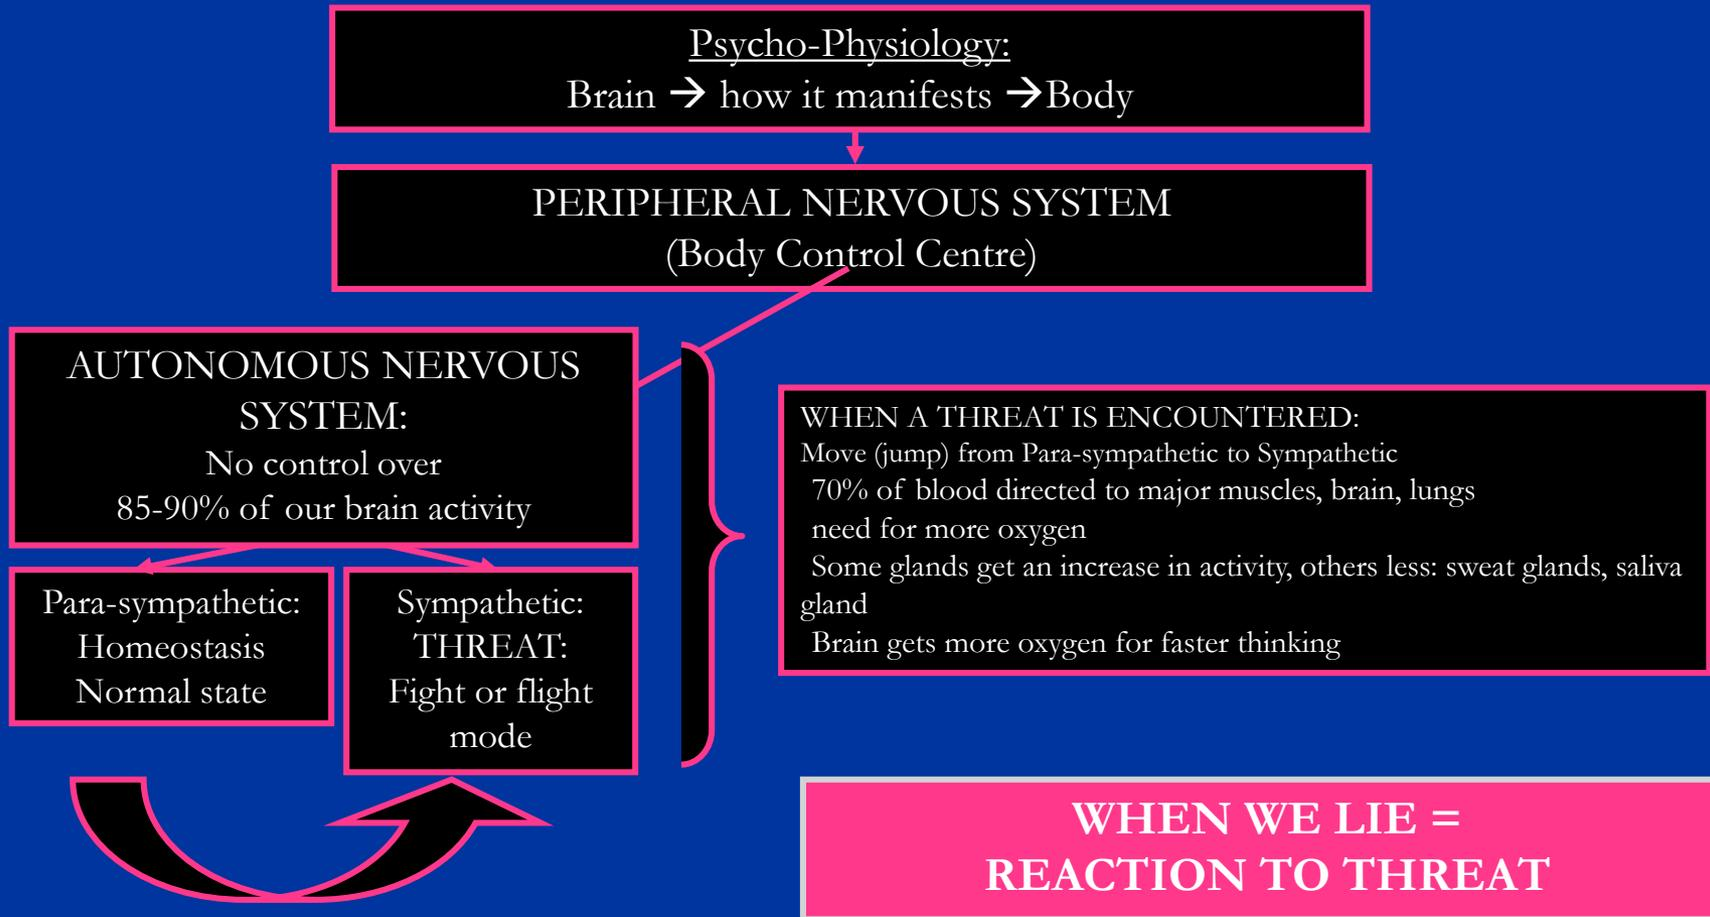 Psycho-Physiology:
Brain → how it manifests →Body
PERIPHERAL NERVOUS SYSTEM
(Body Control Centre)
AUTONOMOUS NERVOUS
SYSTEM:
No control over
85-90% of our brain activity
Para-sympathetic:
Homeostasis
Normal state
Sympathetic:
THREAT:
Fight or flight
mode
WHEN A THREAT IS ENCOUNTERED:
Move (jump) from Para-sympathetic to Sympathetic
70% of blood directed to major muscles, brain, lungs
need for more oxygen
Some glands get an increase in activity, others less: sweat glands, saliva
gland
Brain gets more oxygen for faster thinking
WHEN WE LIE =
REACTION TO THREAT